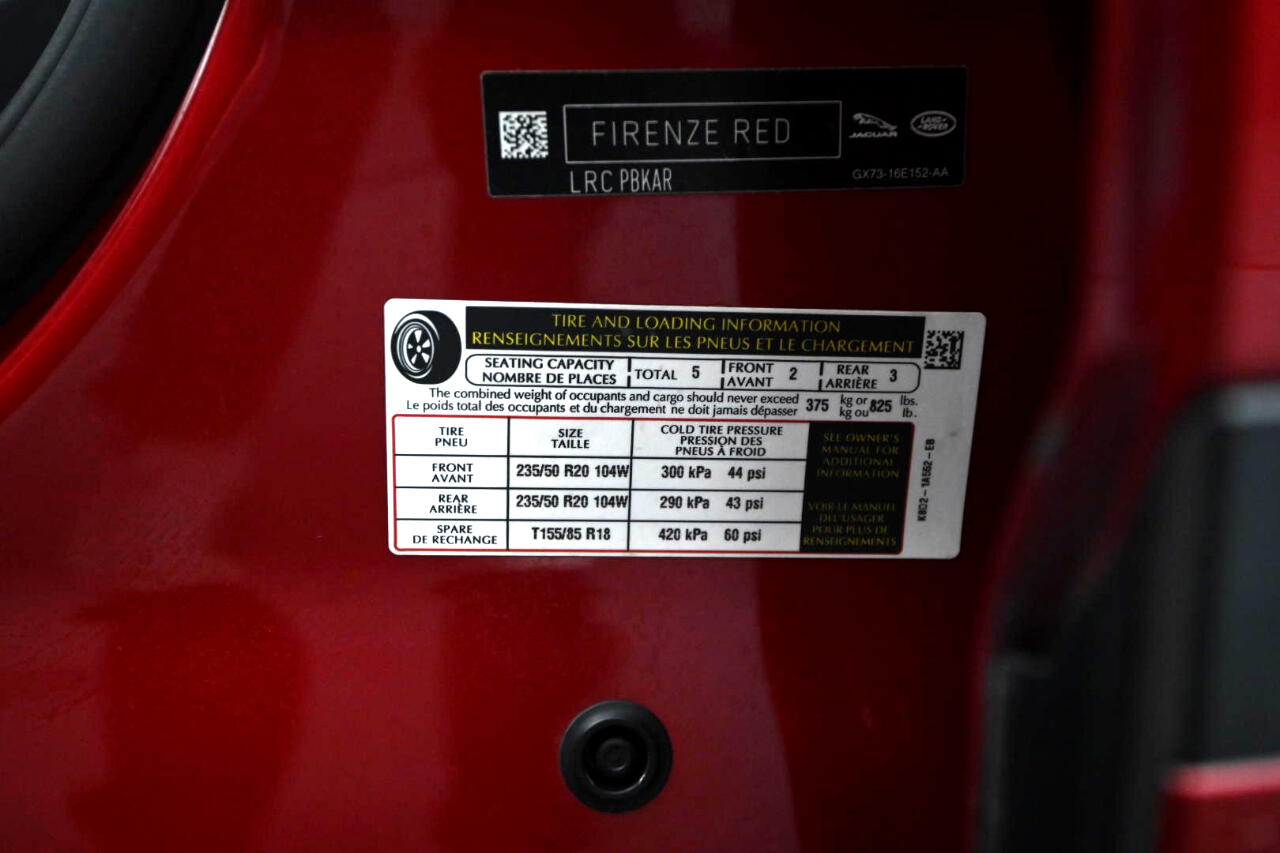 FIRENZE RED
JAGUAR
LAND-
-ROVER
LRC PBKAR
GX73-16E152-AA
TIRE AND LOADING INFORMATION
RENSEIGNEMENTS SUR LES PNEUS ET LE CHARGEMENT
SEATING CAPACITY
NOMBRE DE PLACES
TOTAL 5
FRONT
AVANT
2
REAR
ARRIÈRE
3
The combined weight of occupants and cargo should never exceed
Le poids total des occupants et du chargement ne doit jamais dépasser
375
kg or
kg ou
825
lbs.
lb.
TIRE
PNEU
SIZE
TAILLE
COLD TIRE PRESSURE
PRESSION DES
PNEUS À FROID
FRONT
AVANT
235/50 R20 104W
300 kPa 44 psi
REAR
ARRIÈRE
235/50 R20 104W
290 kPa 43 psi
SPARE
DE RECHANGE
T155/85 R18
420 kPa 60 psi
SEE OWNER'S
MANUAL FOR
ADDITIONAL
INFORMATION
VOIR LE MANUEL
DE L'USAGER
POUR PLUS DE
RENSEIGNEMENTS
K8D2-1A552-EB